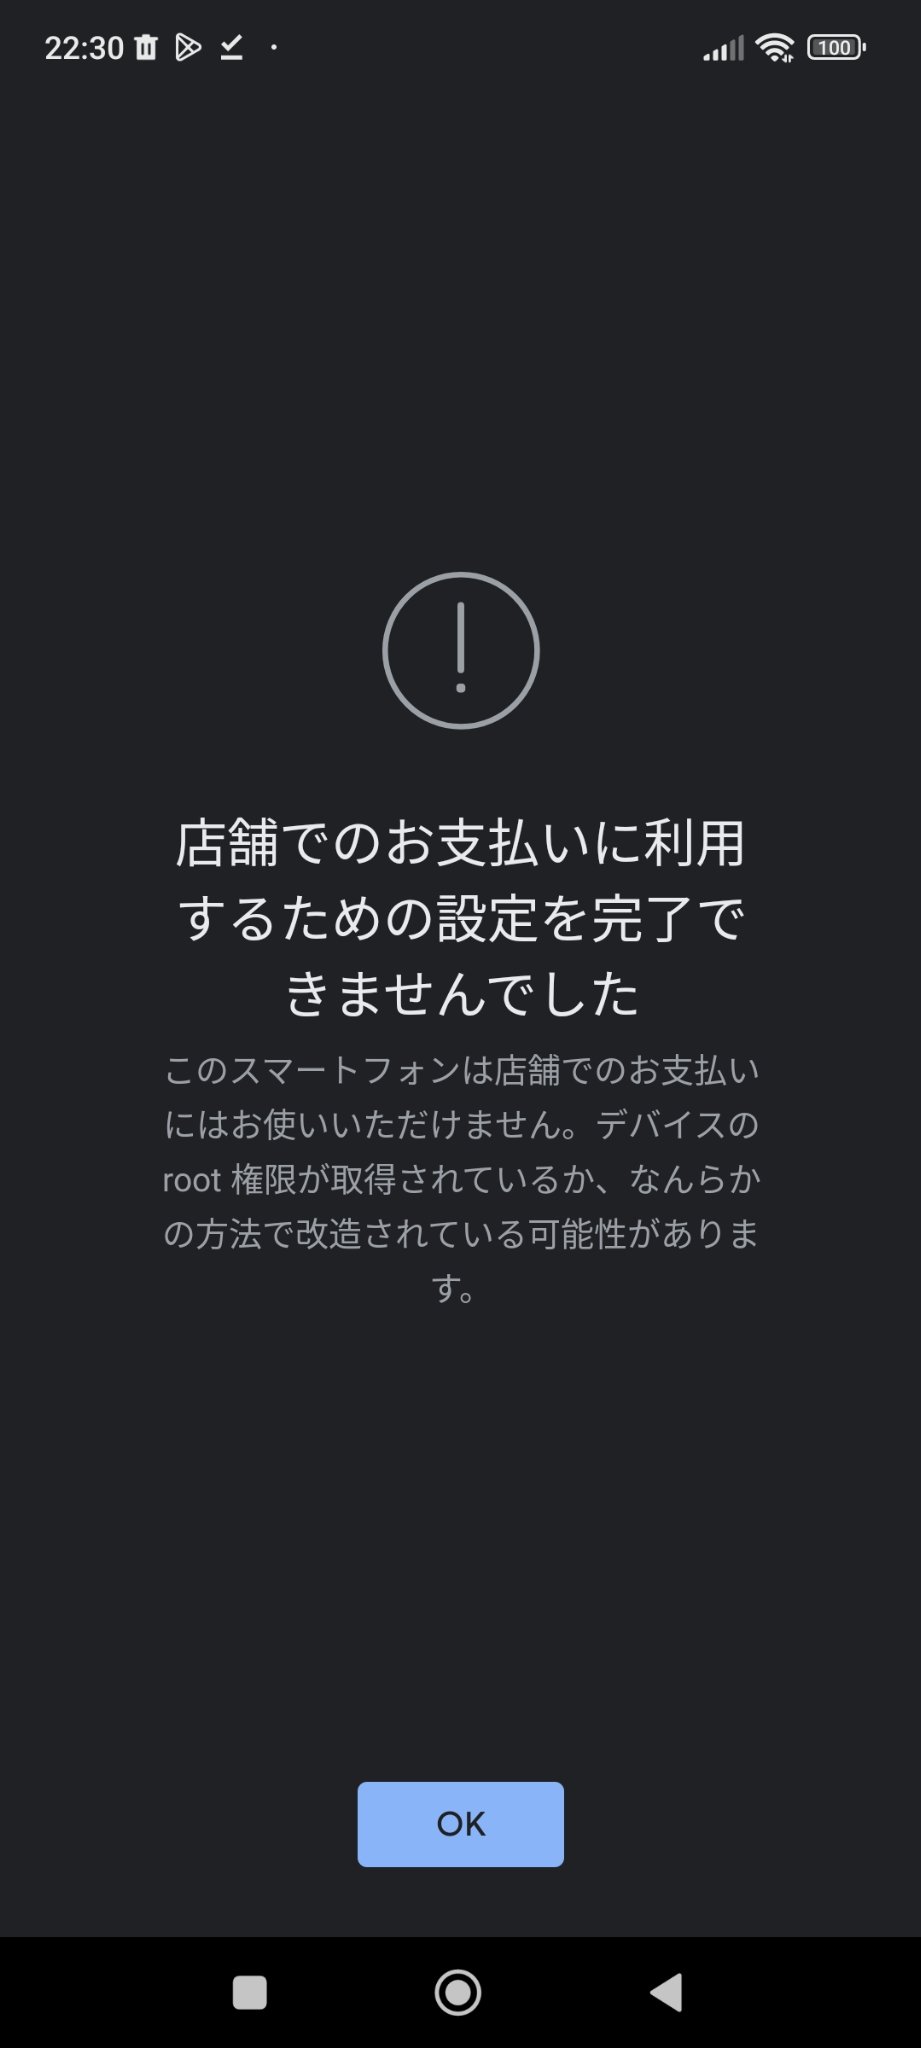 22:30
100
店舗でのお支払いに利用
するための設定を完了で
きませんでした
このスマートフォンは店舗でのお支払い
にはお使いいただけません。デバイスの
root 権限が取得されているか、なんらか
の方法で改造されている可能性がありま
す。
OK